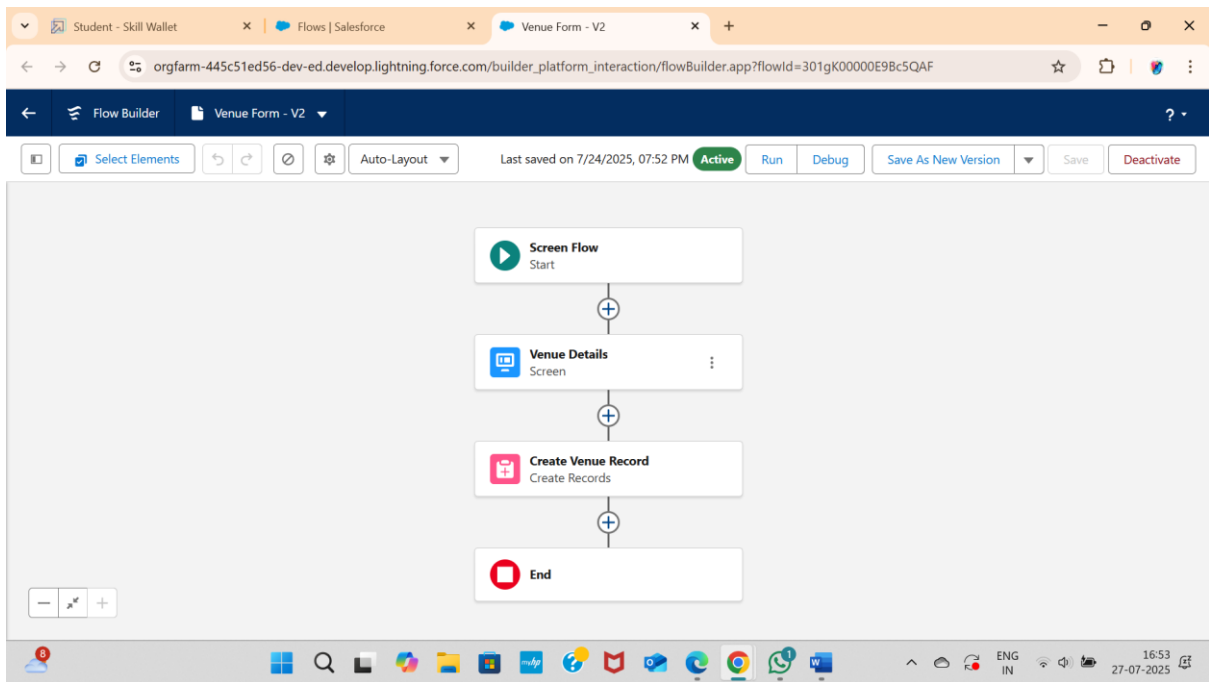 Student - Skill Wallet
Flows | Salesforce
Venue Form - V2
orgfarm-445c51ed56-dev-ed.develop.lightning.force.com/builder_platform_interaction/flowBuilder.app?flowId=301gK00000E9Bc5QAF
Flow Builder
Venue Form - V2
?
Select Elements
Auto-Layout
Last saved on 7/24/2025, 07:52 PM
Active
Run
Debug
Save As New Version
Save
Deactivate
Screen Flow
Start
Venue Details
Screen
Create Venue Record
Create Records
End
8
myhp
1
ENG
IN
16:53
27-07-2025